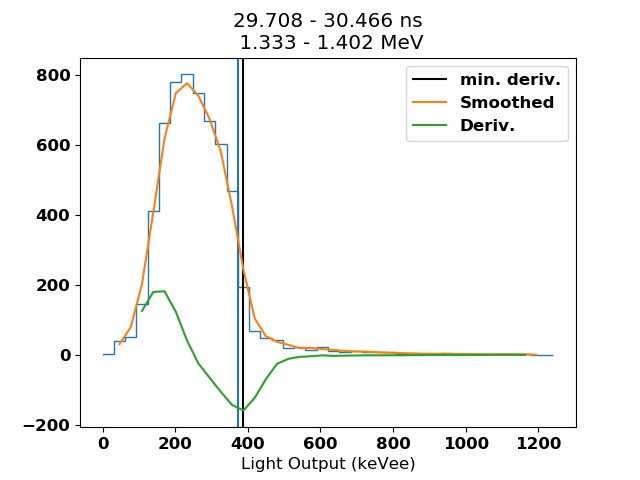 29.708 - 30.466 ns
1.333 - 1.402 MeV
min. deriv.
Smoothed
Deriv.
800
600
400
200
0
−200
0 200 400 600 800 1000 1200
Light Output (keVee)